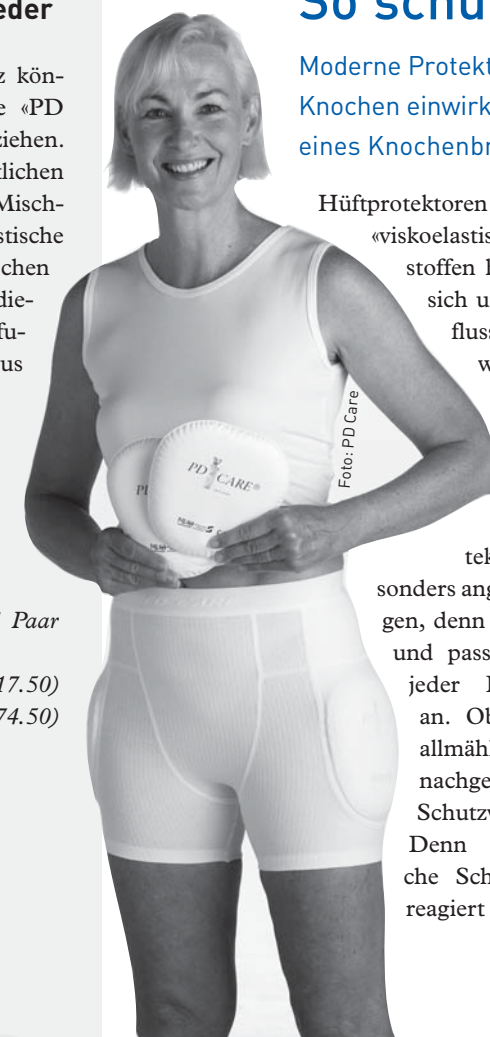 eder
z kön-
e «PD
ziehen.
tlichen
Misch-
stische
chen
die-
fu-
us
Paar
17.50)
74.50)
So schü
Moderne Protekt
Knochen einwirk
eines Knochenbr
Hüftprotektoren
«viskoelastis
stoffen l
sich u
fluss
w
Foto: PD Care
PD CARE®
PD
tek
sonders ang
gen, denn
und pass
jeder
an. Ob
allmähl
nachge
Schutzw
Denn
che Sch
reagiert